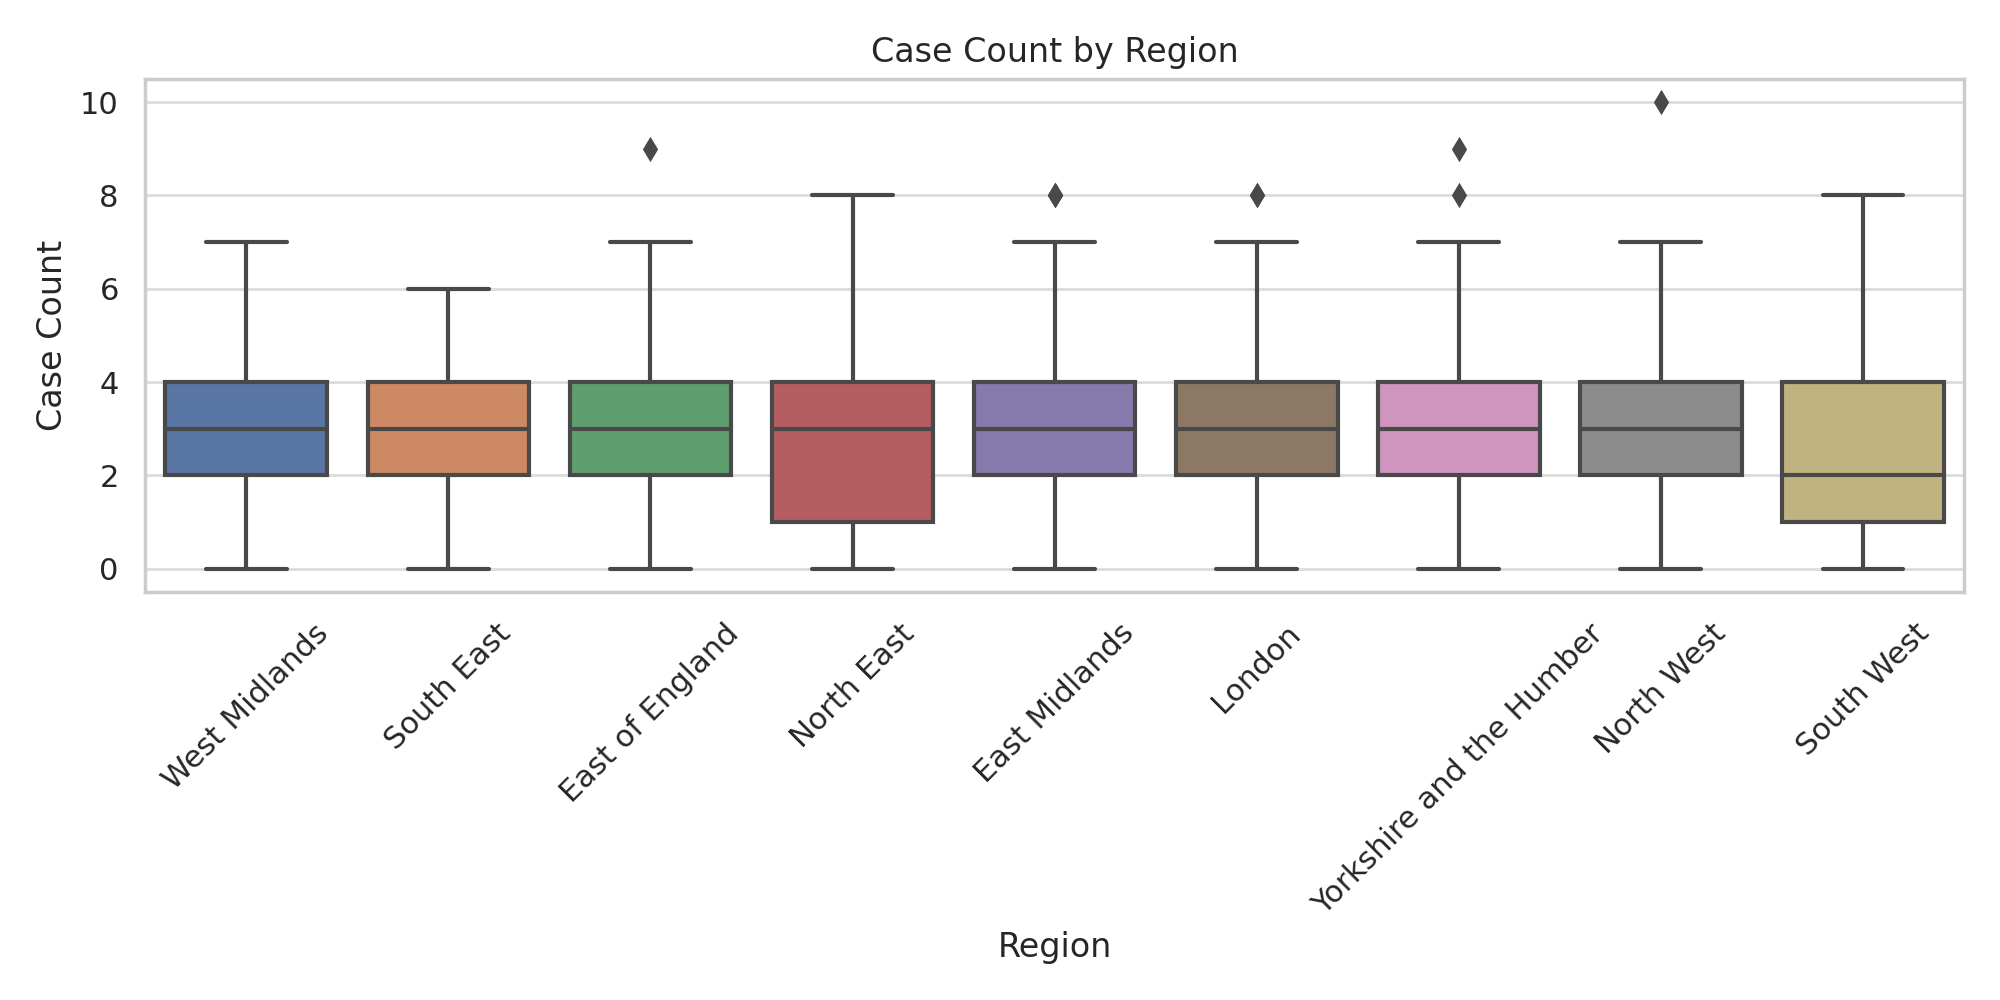 Case Count by Region
Case Count
10
8
6
4
2
0
West Midlands
South East
East of England
North East
East Midlands
London
Yorkshire and the Humber
North West
South West
Region